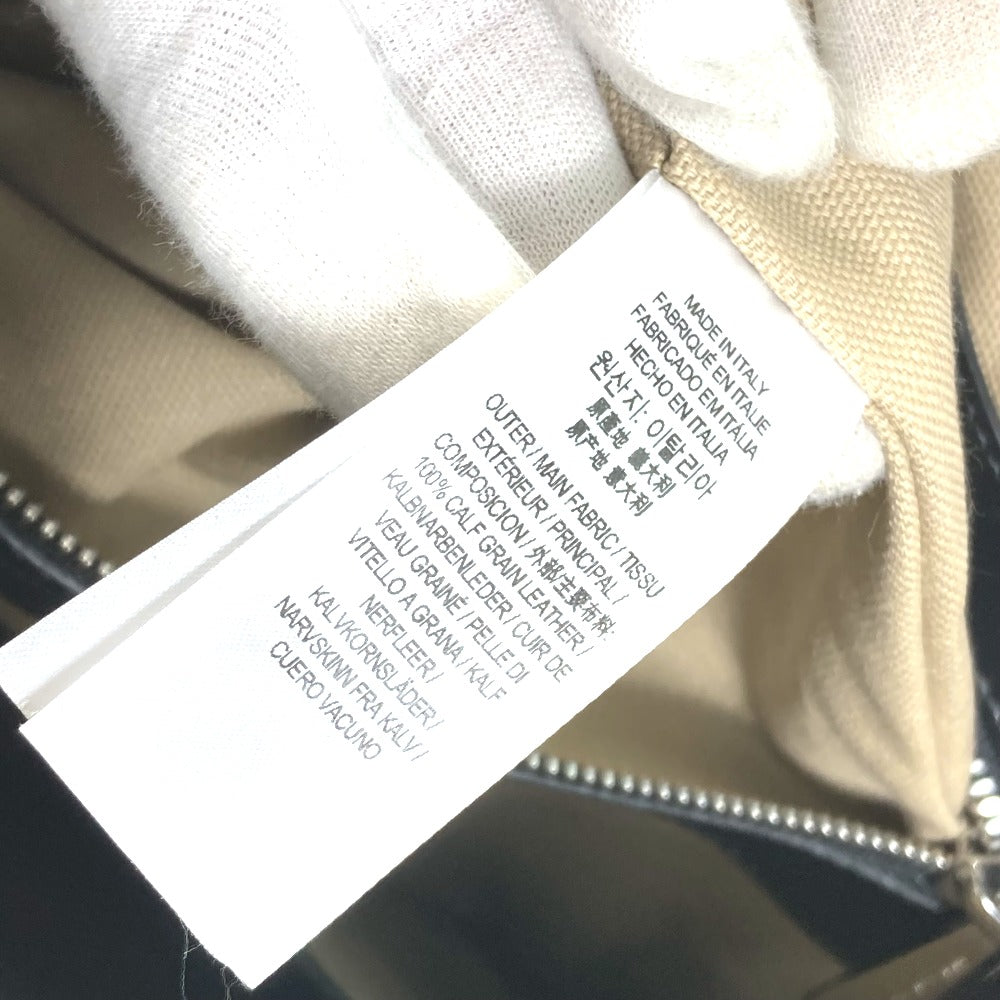 MADE IN ITALY
FABRIQUÉ EN ITALIE
FABRICADO EM ITÁLIA
HECHO EN ITALIA
원산지: 이탈리아
原產地 意大利
原产地 意大利
OUTER / MAIN FABRIC / TISSU
EXTÉRIEUR / PRINCIPAL /
COMPOSICION / 外部主要布料:
100% CALF GRAIN LEATHER /
KALBNARBENLEDER / CUIR DE
VEAU GRAINÉ / PELLE DI
VITELLO A GRANA / KALF
NERFLEER /
KALVKORNSLÄDER/
NARVSKINN FRA KALV /
CUERO VACUNO